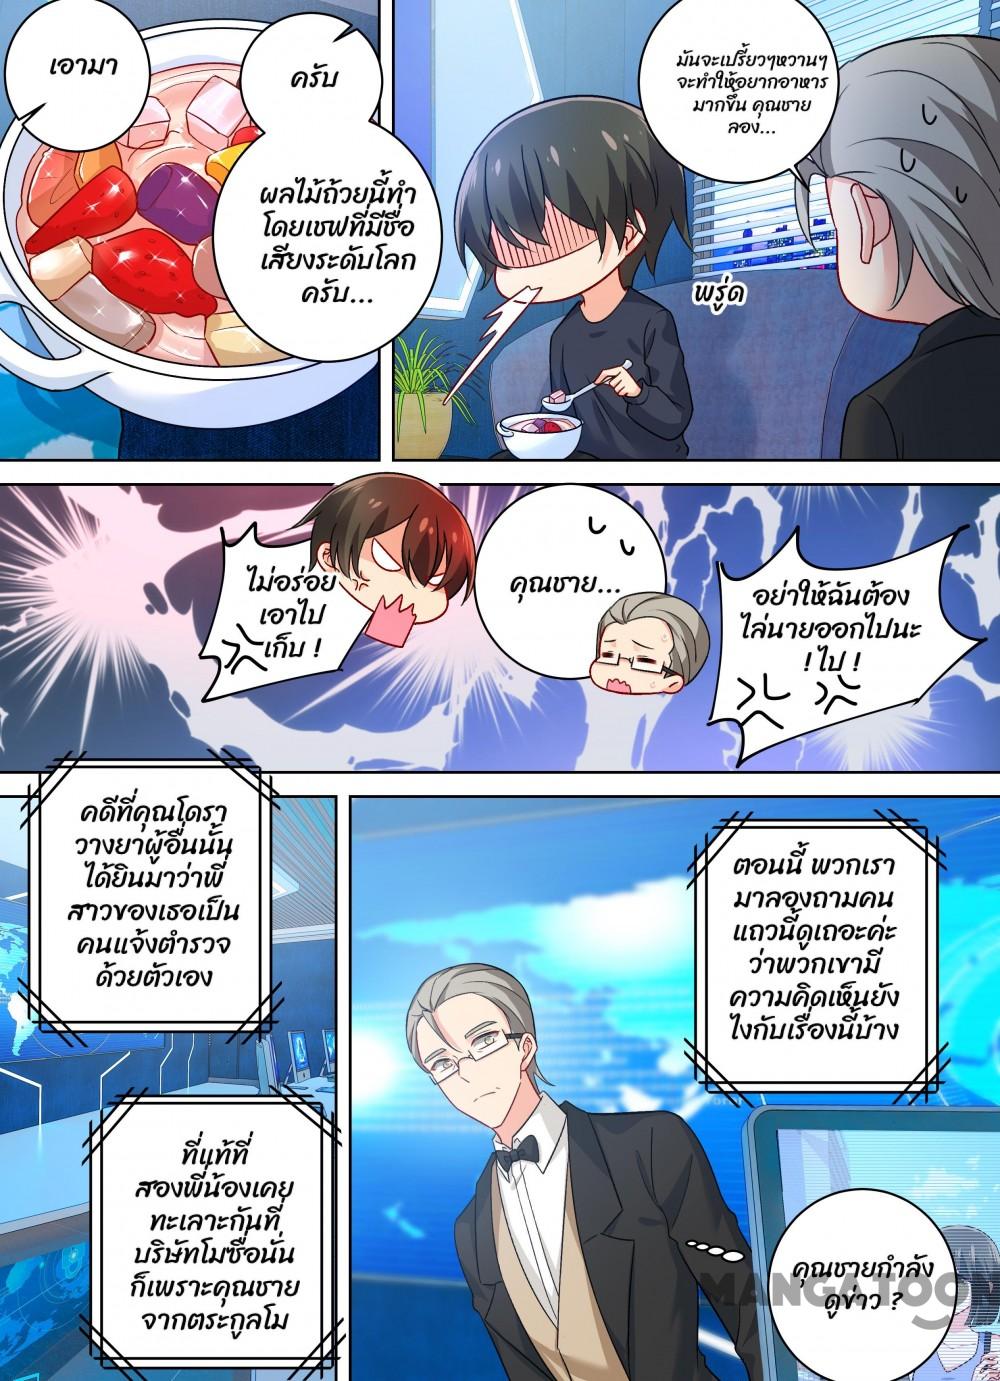 เอามา
ครับ
ผลไม้ถ้วยนี้ทำ
โดยเชฟที่มีชื่อ
เสียงระดับโลก
ครับ...
มันจะเปรี้ยวๆหวานๆ
จะทำให้อยากอาหาร
มากขึ้น คุณชาย
ลอง...
พรู่ด
ไม่อร่อย
เอาไป
เก็บ !
คุณชาย...
อย่าให้ฉันต้อง
ไล่นายออกไปนะ
! ไป !
คดีที่คุณโดรา
วางยาผู้อื่นนั้น
ได้ยินมาว่าพี่
สาวของเธอเป็น
คนแจ้งตำรวจ
ด้วยตัวเอง
ตอนนี้ พวกเรา
มาลองถามคน
แถวนี้ดูเถอะค่ะ
ว่าพวกเขามี
ความคิดเห็นยัง
ไงกับเรื่องนี้บ้าง
ที่แท้ที่
สองพี่น้องเคย
ทะเลาะกันที่
บริษัทโมซื่อนั่น
ก็เพราะคุณชาย
จากตระกูลโม
คุณชายกำลัง
ดูข่าว ?
MANGATOON